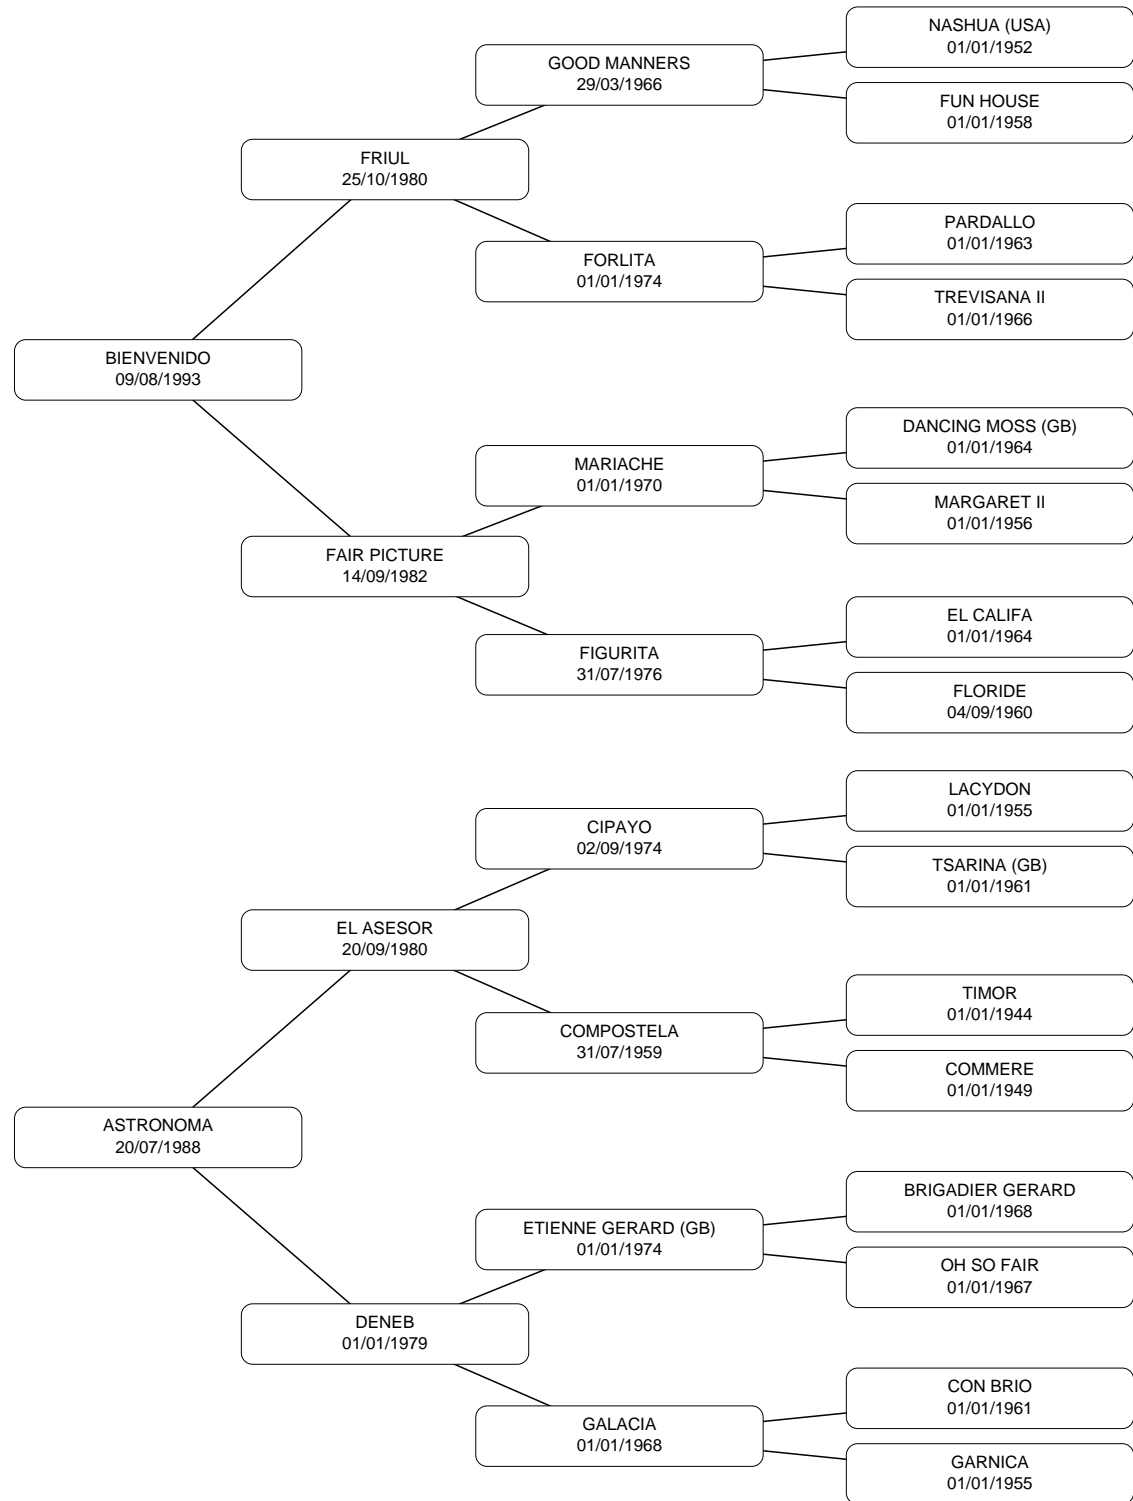 NASHUA (USA)
01/01/1952
GOOD MANNERS
29/03/1966
FUN HOUSE
01/01/1958
FRIUL
25/10/1980
PARDALLO
01/01/1963
FORLITA
01/01/1974
TREVISANA II
01/01/1966
BIENVENIDO
09/08/1993
DANCING MOSS (GB)
01/01/1964
MARIACHE
01/01/1970
MARGARET II
01/01/1956
FAIR PICTURE
14/09/1982
EL CALIFA
01/01/1964
FIGURITA
31/07/1976
FLORIDE
04/09/1960
LACYDON
01/01/1955
CIPAYO
02/09/1974
TSARINA (GB)
01/01/1961
EL ASESOR
20/09/1980
TIMOR
01/01/1944
COMPOSTELA
31/07/1959
COMMERE
01/01/1949
ASTRONOMA
20/07/1988
BRIGADIER GERARD
01/01/1968
ETIENNE GERARD (GB)
01/01/1974
OH SO FAIR
01/01/1967
DENEB
01/01/1979
CON BRIO
01/01/1961
GALACIA
01/01/1968
GARNICA
01/01/1955